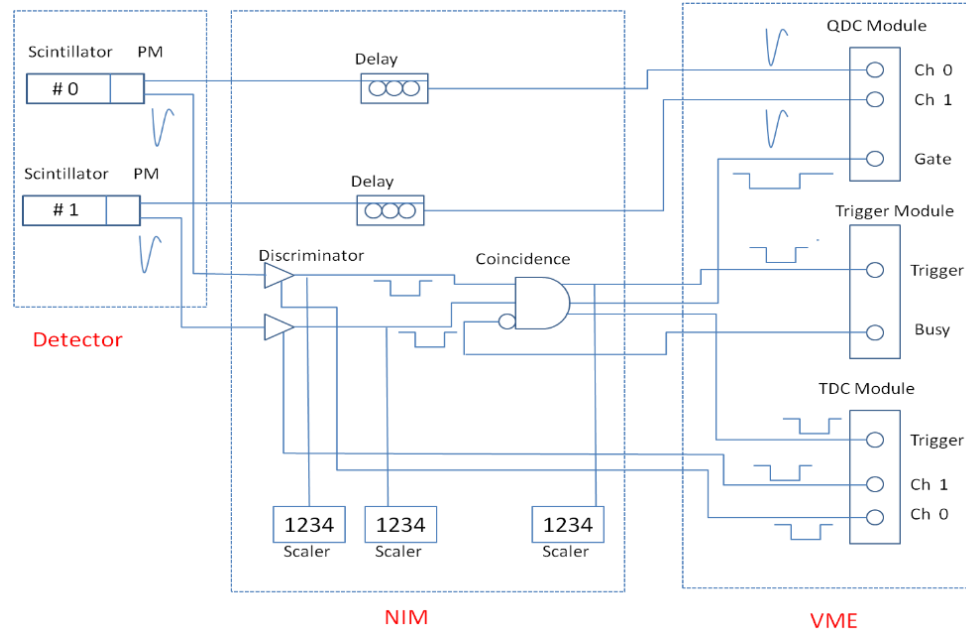 QDC Module
Scintillator PM
Delay
# 0
Ch 0
Ch 1
Scintillator PM
Delay
Gate
# 1
Trigger Module
Discriminator
Coincidence
Trigger
Busy
Detector
TDC Module
Trigger
Ch 1
Ch 0
1234
1234
1234
Scaler
Scaler
Scaler
NIM
VME